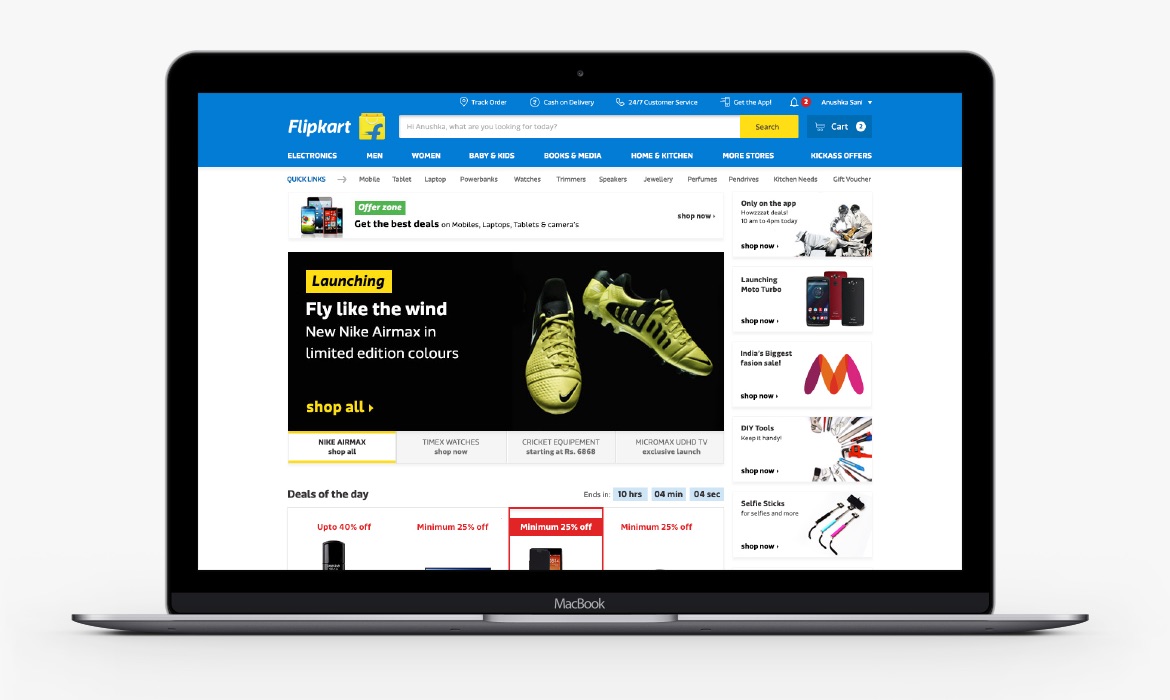 Track Order
Cash on Delivery
24/7 Customer Service
Get the App!
2
Anushka Sani
Flipkart
Hi Anushka, what are you looking for today?
Search
Cart
2
ELECTRONICS
MEN
WOMEN
BABY & KIDS
BOOKS & MEDIA
HOME & KITCHEN
MORE STORES
KICKASS OFFERS
QUICK LINKS
Mobile
Tablet
Laptop
Powerbanks
Watches
Trimmers
Speakers
Jewellery
Perfumes
Pendrives
Kitchen Needs
Gift Voucher
Offer zone
Get the best deals on Mobiles, Laptops, Tablets & camera's
shop now ›
Only on the app
Howzzzat deals!
10 am to 4pm today
shop now ›
Launching
Fly like the wind
New Nike Airmax in
limited edition colours
shop all
Launching
Moto Turbo
shop now ›
India's Biggest
fasion sale!
shop now ›
DIY Tools
Keep it handy!
shop now ›
NIKE AIRMAX
shop all
TIMEX WATCHES
shop now
CRICKET EQUIPEMENT
starting at Rs. 6868
MICROMAX UDHD TV
exclusive launch
Deals of the day
Ends in: 10 hrs 04 min 04 sec
Selfie Sticks
for selfies and more
shop now ›
Upto 40% off
Minimum 25% off
Minimum 25% off
Minimum 25% off
MacBook